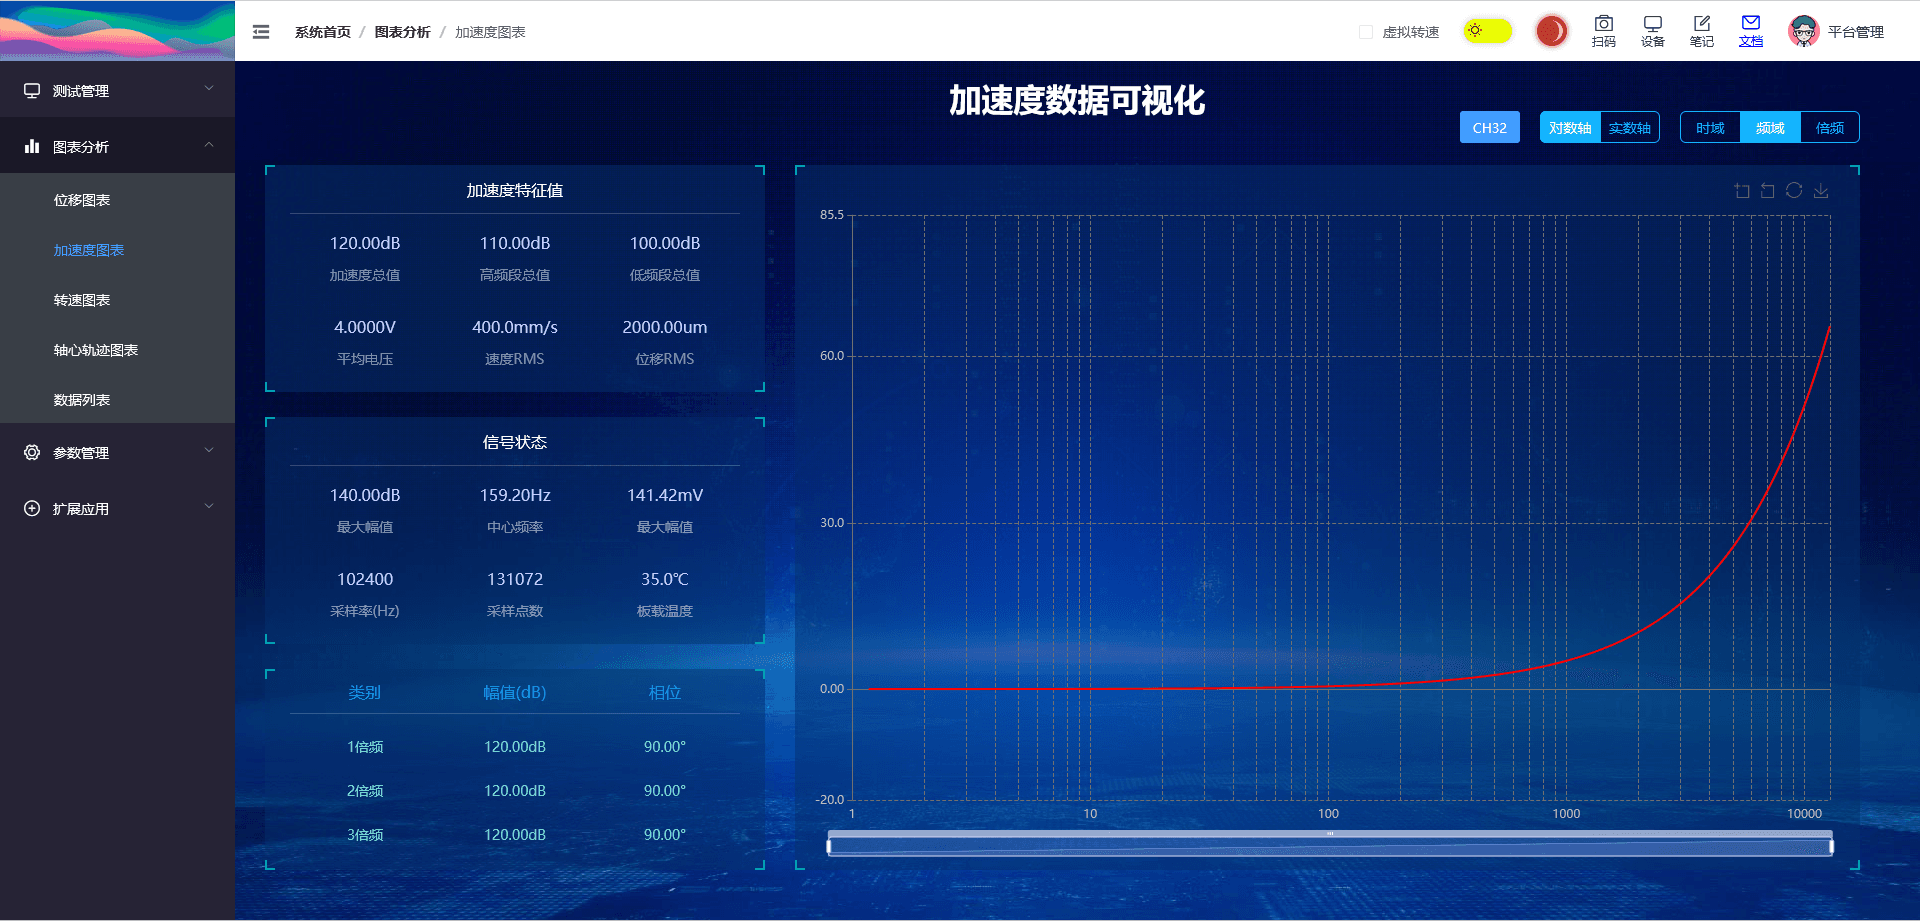 系统首页 / 图表分析 / 加速度图表
虚拟转速
扫码
设备
笔记
文档
平台管理
测试管理
图表分析
位移图表
加速度图表
转速图表
轴心轨迹图表
数据列表
参数管理
扩展应用
加速度数据可视化
CH32
对数轴 实数轴
时域 频域 倍频
加速度特征值
120.00dB 110.00dB 100.00dB
加速度总值 高频段总值 低频段总值
4.0000V 400.0mm/s 2000.00um
平均电压 速度RMS 位移RMS
信号状态
140.00dB 159.20Hz 141.42mV
最大幅值 中心频率 最大幅值
102400 131072 35.0℃
采样率(Hz) 采样点数 板载温度
类别 幅值(dB) 相位
1倍频 120.00dB 90.00°
2倍频 120.00dB 90.00°
3倍频 120.00dB 90.00°
85.5
60.0
30.0
0.00
-20.0
1 10 100 1000 10000